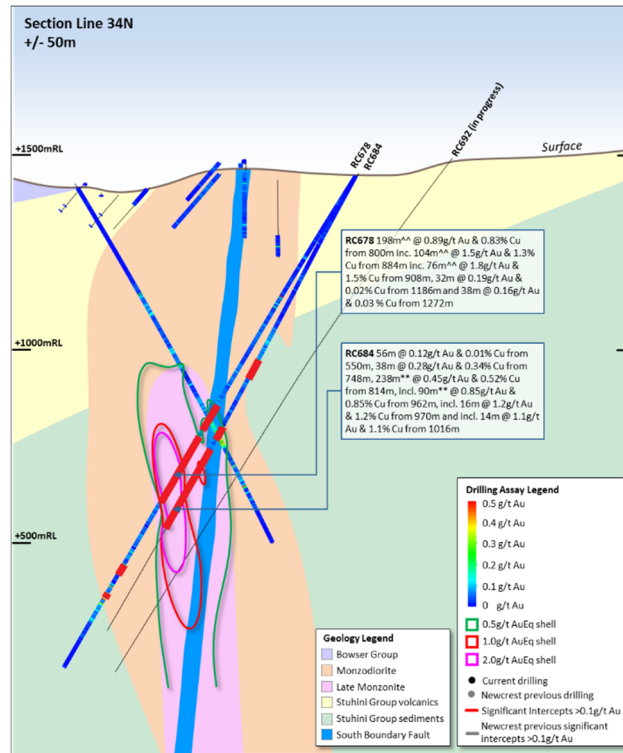 Section Line 34N
+/- 50m
RC692 (in progress)
RC678
RC684
Surface
+1500mRL
RC678 198m^^ @ 0.89g/t Au & 0.83% Cu
from 800m inc. 104m^^ @ 1.5g/t Au & 1.3%
Cu from 884m inc. 76m^^ @ 1.8g/t Au &
1.5% Cu from 908m, 32m @ 0.19g/t Au &
0.02% Cu from 1186m and 38m @ 0.16g/t Au
& 0.03 % Cu from 1272m
+1000mRL
RC684 56m @ 0.12g/t Au & 0.01% Cu from
550m, 38m @ 0.28g/t Au & 0.34% Cu from
748m, 238m** @ 0.45g/t Au & 0.52% Cu
from 814m, incl. 90m** @ 0.85g/t Au &
0.85% Cu from 962m, incl. 16m @ 1.2g/t Au
& 1.2% Cu from 970m and incl. 14m @ 1.1g/t
Au & 1.1% Cu from 1016m
+500mRL
Drilling Assay Legend
0.5 g/t Au
0.4 g/t Au
0.3 g/t Au
0.2 g/t Au
0.1 g/t Au
0 g/t Au
0.5g/t AuEq shell
1.0g/t AuEq shell
2.0g/t AuEq shell
Current drilling
Newcrest previous drilling
Significant Intercepts >0.1g/t Au
Newcrest previous significant
intercepts >0.1g/t Au
Geology Legend
Bowser Group
Monzodiorite
Late Monzonite
Stuhini Group volcanics
Stuhini Group sediments
South Boundary Fault